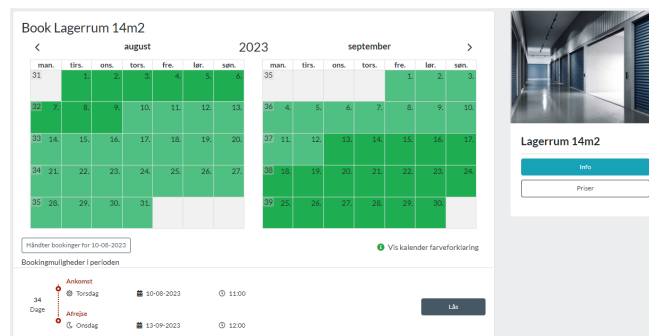 Book Lagerrum 14m2
august 2023 september
man. tirs. ons. tors. fre. lør. søn. man. tirs. ons. tors. fre. lør. søn.
31 1. 2. 3. 4. 5. 6. 35 1. 2. 3.
32 7. 8. 9. 10. 11. 12. 13. 36 4. 5. 6. 7. 8. 9. 10.
33 14. 15. 16. 17. 18. 19. 20. 37 11. 12. 13. 14. 15. 16. 17.
34 21. 22. 23. 24. 25. 26. 27. 38 18. 19. 20. 21. 22. 23. 24.
35 28. 29. 30. 31. 39 25. 26. 27. 28. 29. 30.
Håndter bookinger for 10-08-2023
Vis kalender farveforklaring
Bookingmuligheder i perioden
34
Dage
Ankomst
Torsdag 10-08-2023 11:00
Afrejse
Onsdag 13-09-2023 12:00
Lås
Lagerrum 14m2
Info
Priser